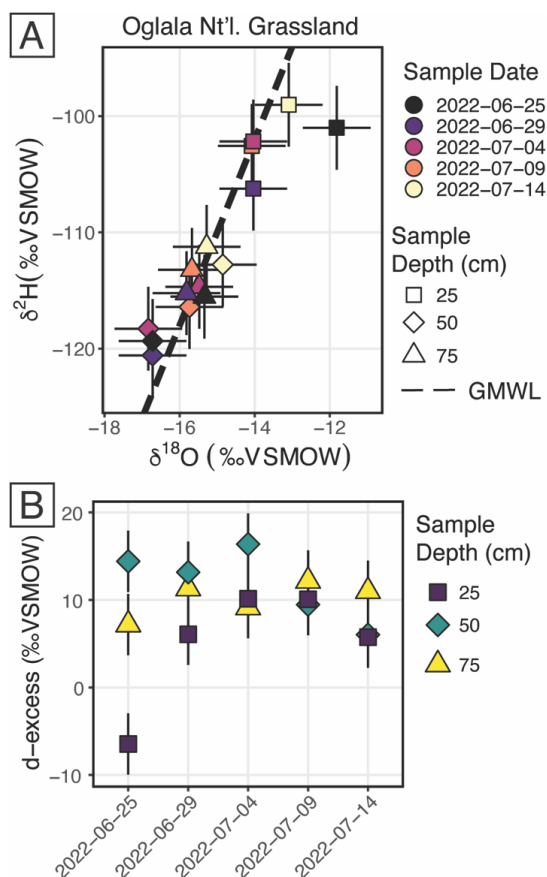 A
Oglala Nt'l. Grassland
−100
−110
−120
δ²H(‰VSMOW)
−18
−16
−14
−12
δ¹⁸O (‰VSMOW)
Sample Date
2022−06−25
2022−06−29
2022−07−04
2022−07−09
2022−07−14
Sample
Depth (cm)
25
50
75
GMWL
B
20
10
0
−10
d−excess (‰VSMOW)
2022−06−25
2022−06−29
2022−07−04
2022−07−09
2022−07−14
Sample
Depth (cm)
25
50
75